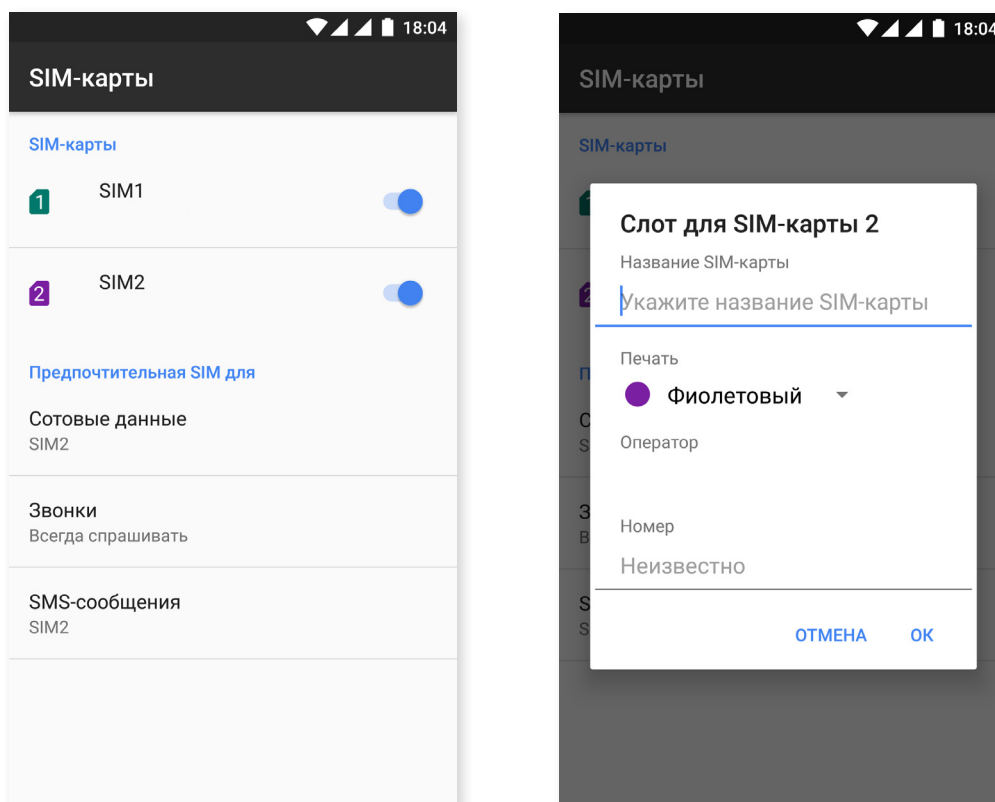 18:04
SIM-карты
SIM-карты
1
SIM1
2
SIM2
Предпочтительная SIM для
Сотовые данные
SIM2
Звонки
Всегда спрашивать
SMS-сообщения
SIM2
18:04
SIM-карты
SIM-карты
Слот для SIM-карты 2
Название SIM-карты
Укажите название SIM-карты
Печать
Фиолетовый
Оператор
Номер
Неизвестно
ОТМЕНА ОК